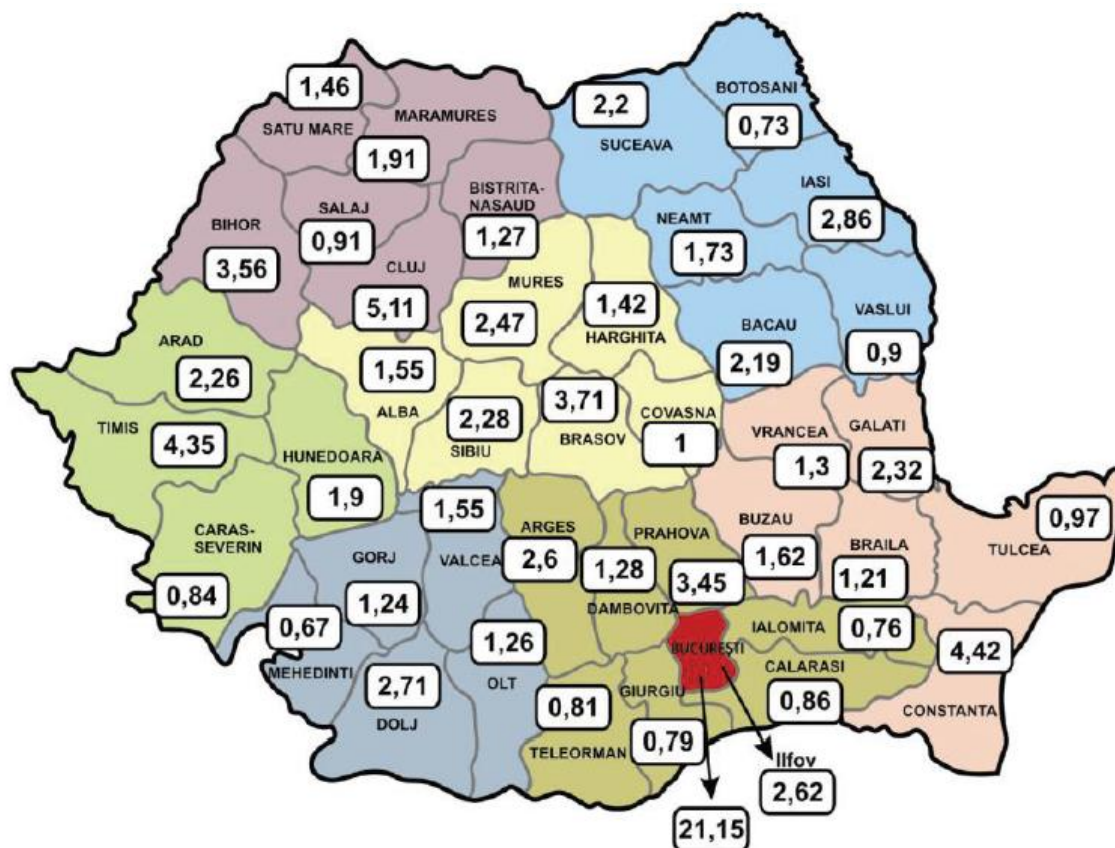 1,46
SATU MARE
MARAMURES
1,91
2,2
SUCEAVA
BOTOSANI
0,73
BIHOR
3,56
SALAJ
0,91
BISTRITA-
NASAUD
1,27
CLUJ
5,11
IASI
2,86
NEAMT
1,73
MURES
2,47
1,42
HARGHITA
BACAU
2,19
VASLUI
0,9
ARAD
2,26
1,55
ALBA
2,28
SIBIU
3,71
BRASOV
COVASNA
1
TIMIS
4,35
HUNEDOARA
1,9
VRANCEA
1,3
GALATI
2,32
CARAS-
SEVERIN
0,84
1,55
VALCEA
GORJ
1,24
ARGES
2,6
1,28
DAMBOVITA
PRAHOVA
3,45
BUZAU
1,62
BRAILA
1,21
0,97
TULCEA
0,67
MEHEDINTI
2,71
DOLJ
1,26
OLT
BUCUREŞTI
IALOMITA
0,76
CALARASI
0,86
4,42
CONSTANTA
0,81
TELEORMAN
GIURGIU
0,79
Ilfov
2,62
21,15